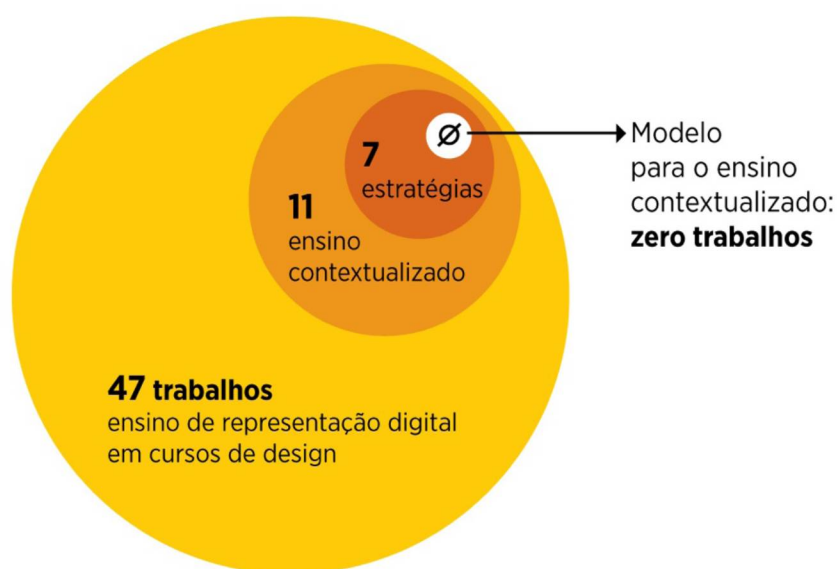 Ø
Modelo
para o ensino
contextualizado:
zero trabalhos
7
estratégias
11
ensino
contextualizado
47 trabalhos
ensino de representação digital
em cursos de design